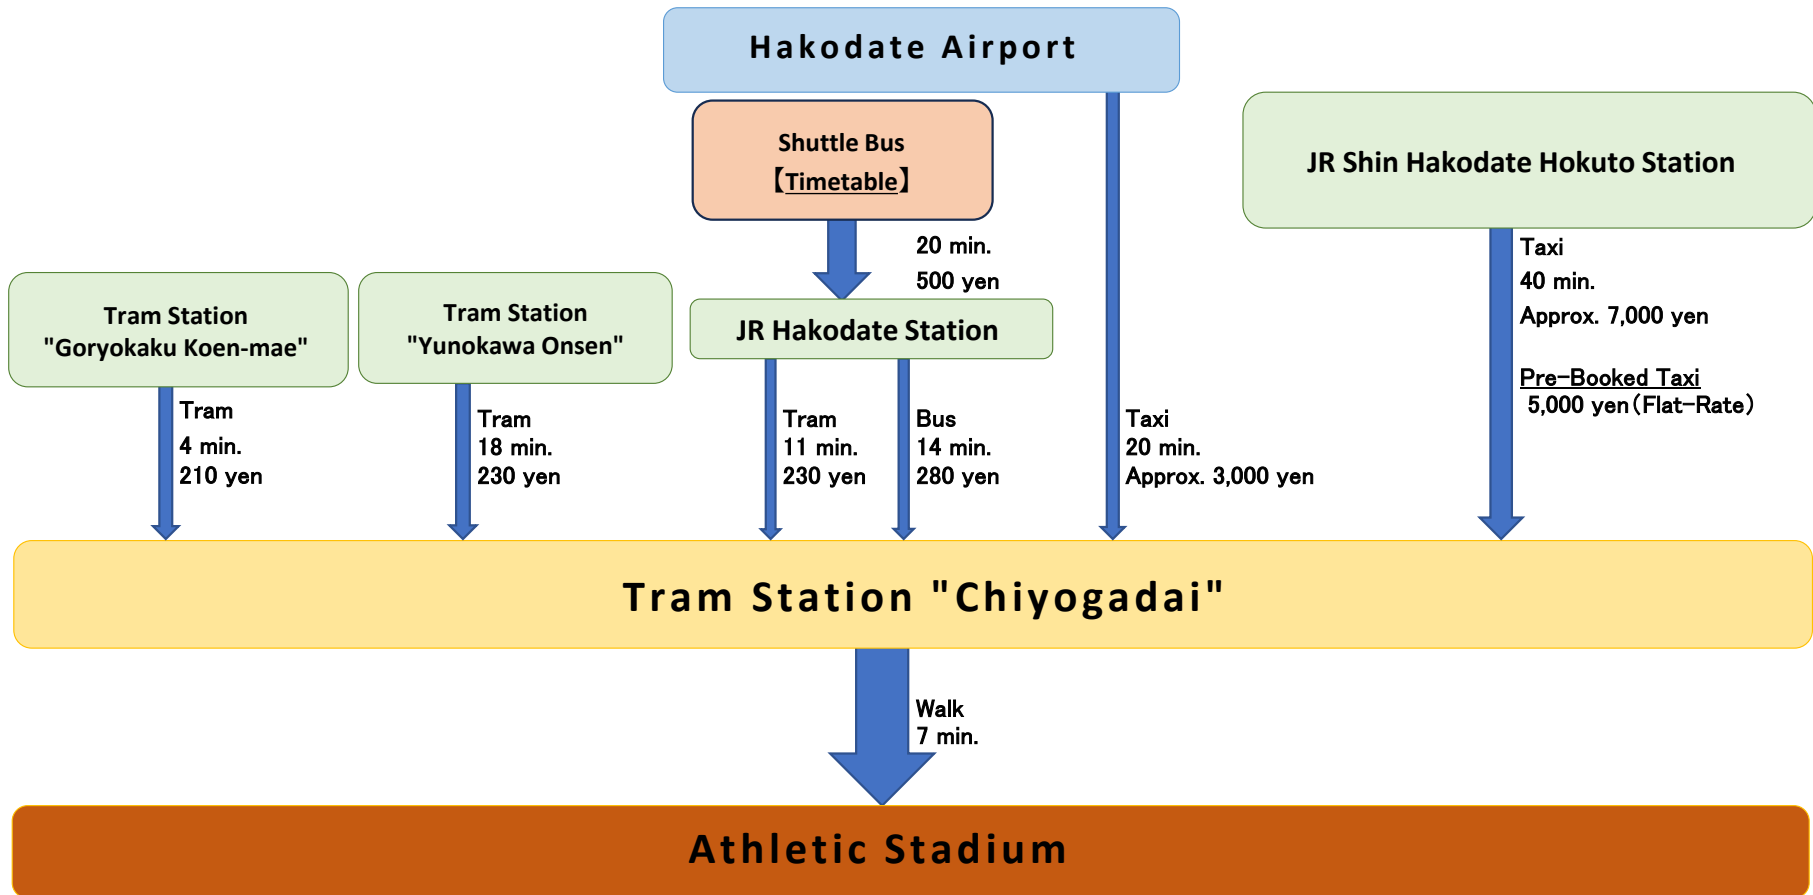 Hakodate Airport
Shuttle Bus
【Timetable】
JR Shin Hakodate Hokuto Station
20 min.
500 yen
Taxi
40 min.
Approx. 7,000 yen
Pre-Booked Taxi
5,000 yen(Flat-Rate)
Tram Station
"Goryokaku Koen-mae"
Tram Station
"Yunokawa Onsen"
JR Hakodate Station
Tram
4 min.
210 yen
Tram
18 min.
230 yen
Tram
11 min.
230 yen
Bus
14 min.
280 yen
Taxi
20 min.
Approx. 3,000 yen
Tram Station "Chiyogadai"
Walk
7 min.
Athletic Stadium